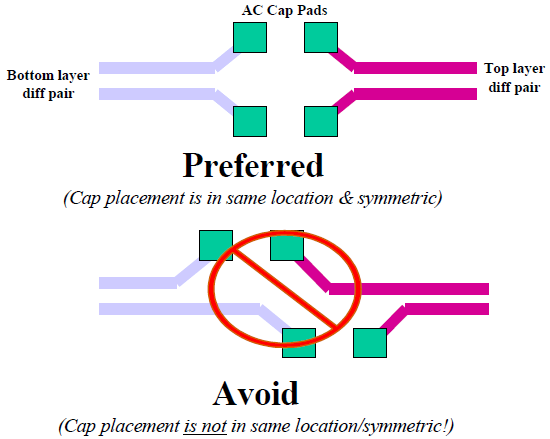 AC Cap Pads
Bottom layer
diff pair
Top layer
diff pair
Preferred
(Cap placement is in same location & symmetric)
Avoid
(Cap placement is not in same location/symmetric!)